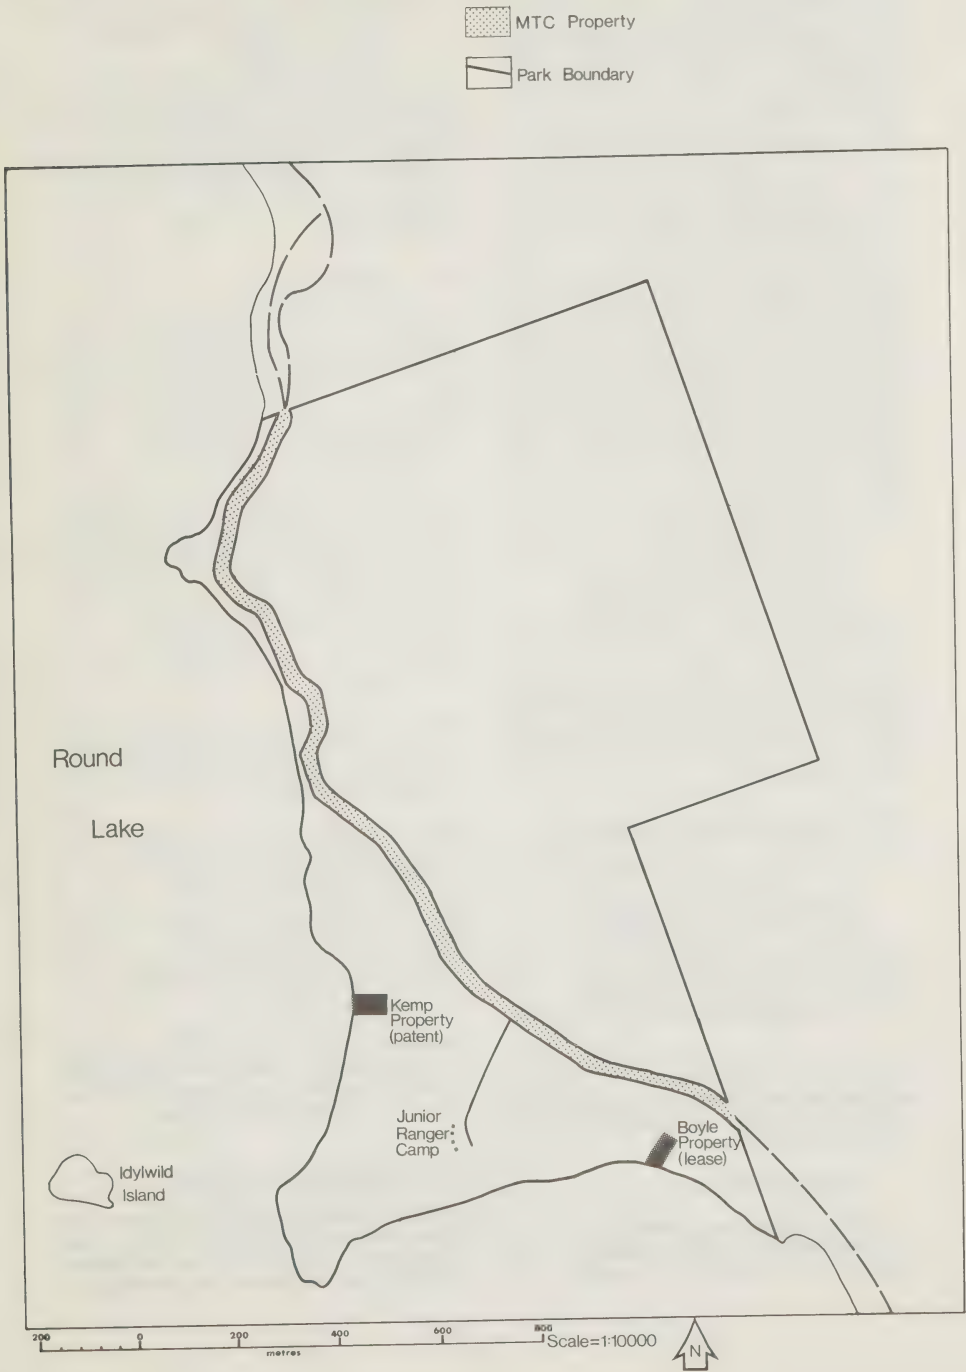 MTC Property
Park Boundary
Round
Lake
Kemp
Property
(patent)
Junior
Ranger
Camp
Boyle
Property
(lease)
Idylwild
Island
200 0 200 400 600 800
metres
Scale=1:10000
N